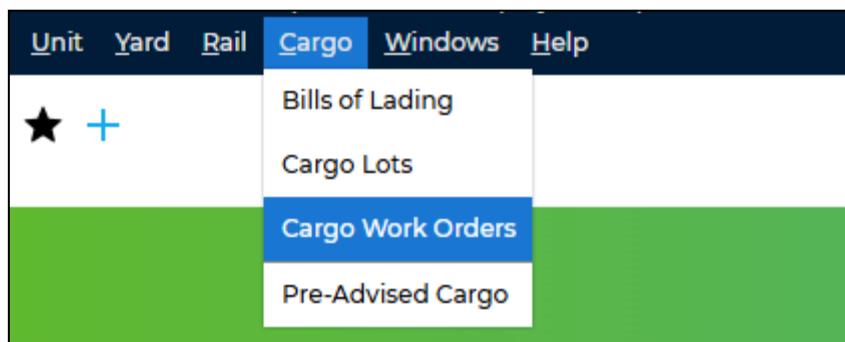 Unit Yard Rail Cargo Windows Help
Bills of Lading
Cargo Lots
Cargo Work Orders
Pre-Advised Cargo